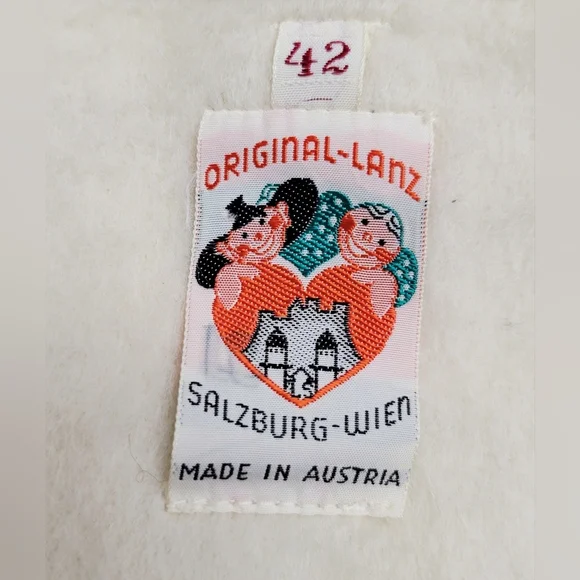 42
ORIGINAL-LANZ
SALZBURG-WIEN
MADE IN AUSTRIA